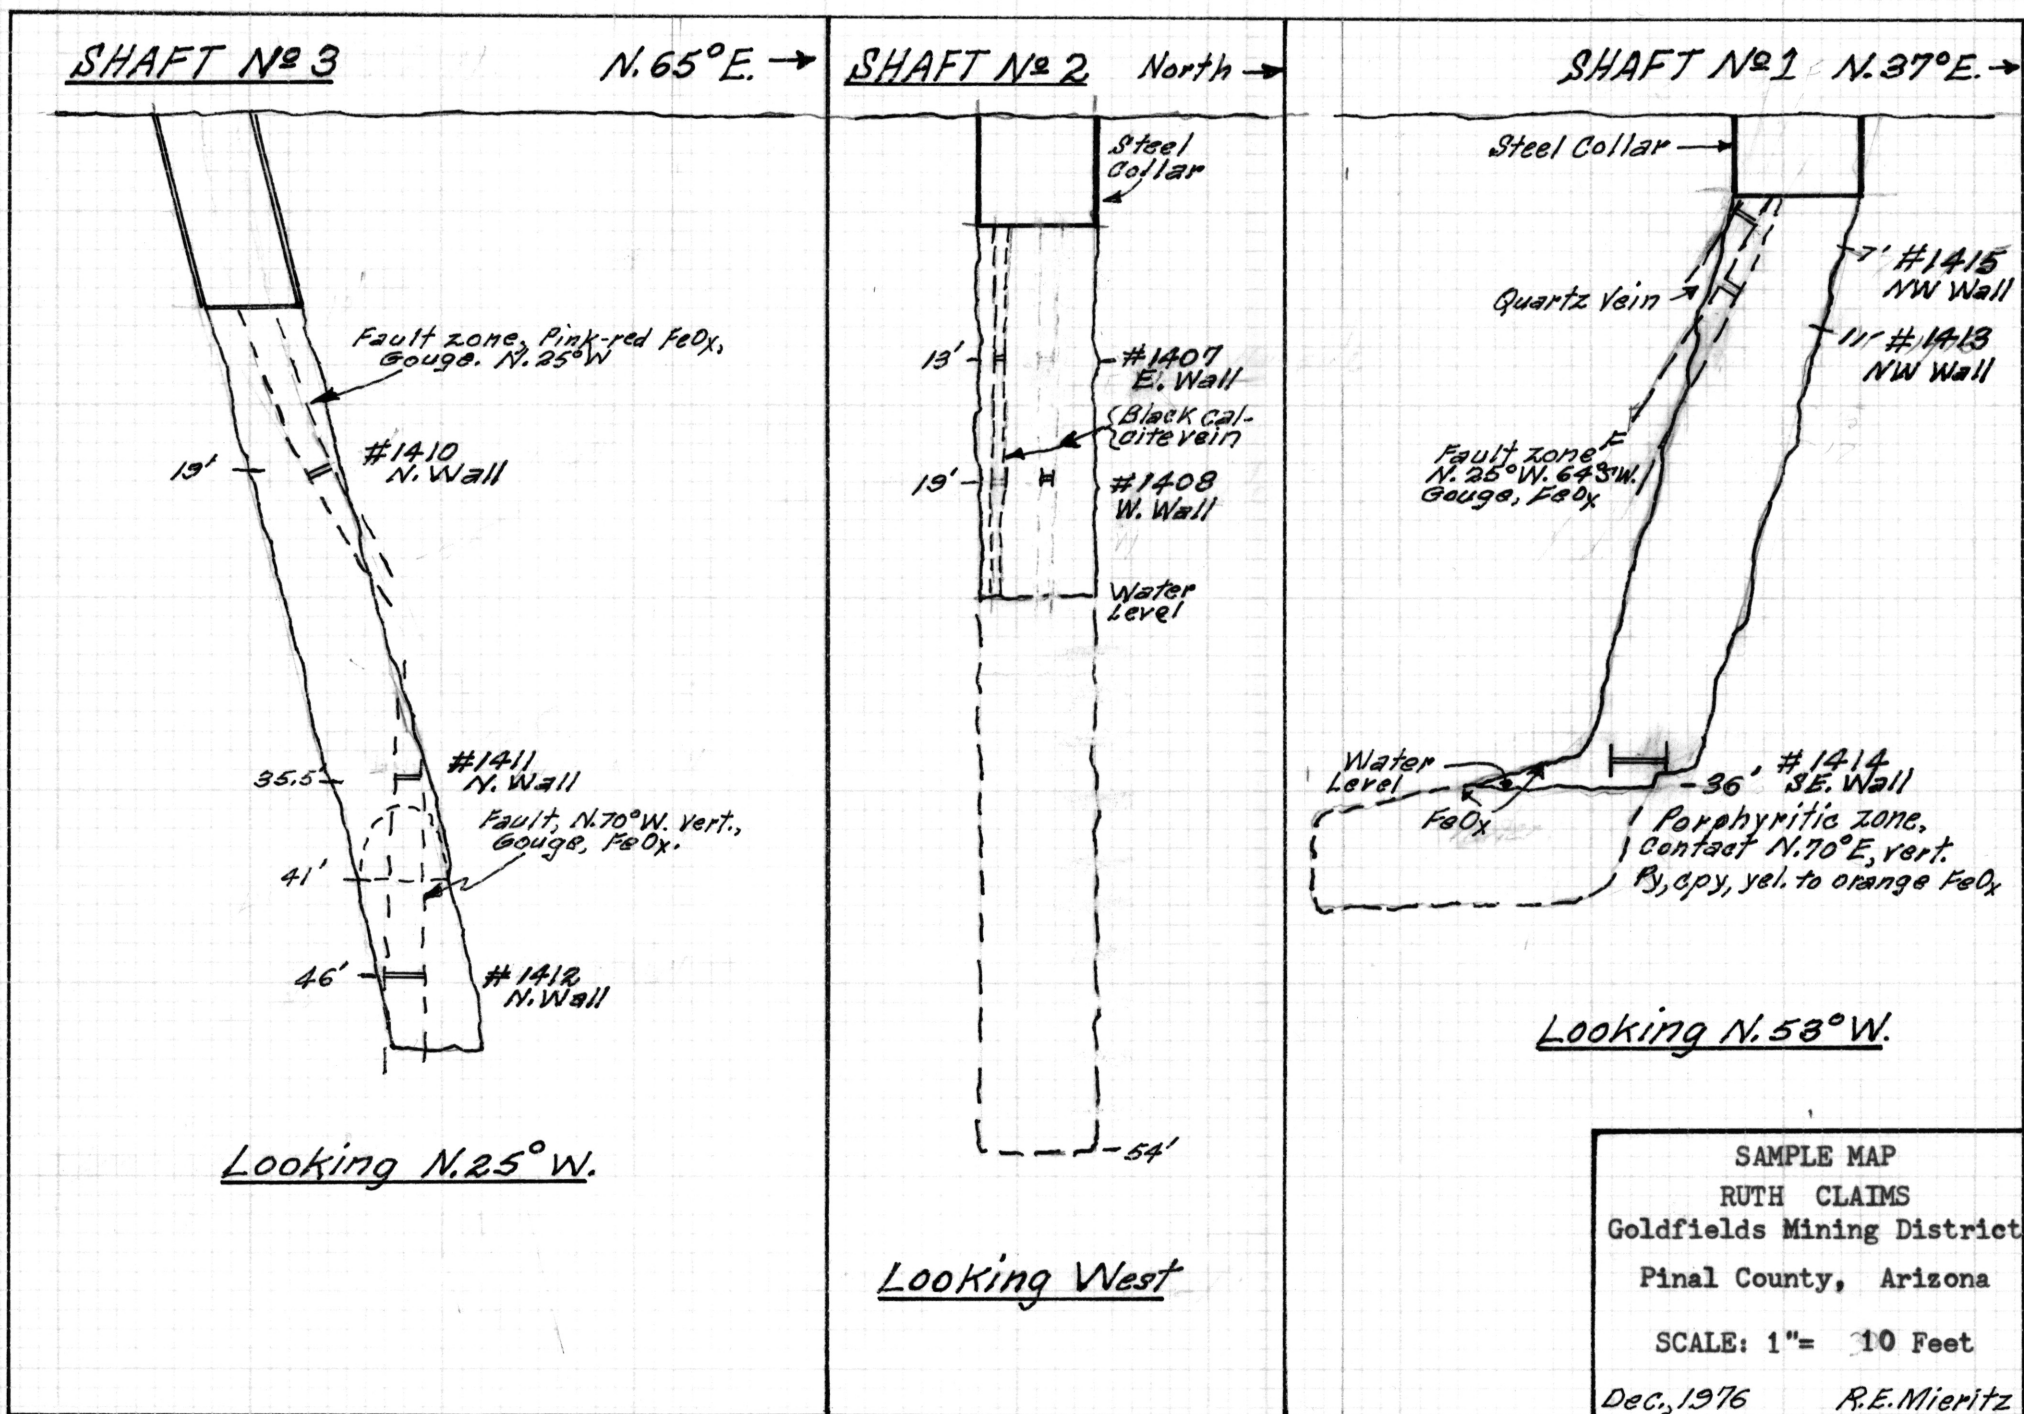 SHAFT Nº 3
N.65°E. →
Fault zone, Pink-red FeOx,
Gouge. N.25°W
19'
#1410
N. Wall
35.5'
#1411
N. Wall
Fault, N.70°W. vert.,
Gouge, FeOx.
41'
46'
#1412
N. Wall
Looking N.25°W.
SHAFT Nº 2
North →
Steel
Collar
13'
#1407
E. Wall
Black cal-
cite vein
19'
#1408
W. Wall
Water
Level
54'
Looking West
SHAFT Nº 1
N.37°E. →
Steel Collar
7' #1415
NW Wall
Quartz Vein
11' #1413
NW Wall
Fault zone
N.25°W. 64°SW.
Gouge, FeOx
Water
Level
FeOx
36' #1414
SE. Wall
Porphyritic zone,
Contact N.70°E, vert.
Py, cpy, yel. to orange FeOx
Looking N.53°W.
SAMPLE MAP
RUTH CLAIMS
Goldfields Mining District
Pinal County, Arizona
SCALE: 1"= 10 Feet
Dec., 1976 R.E. Mieritz